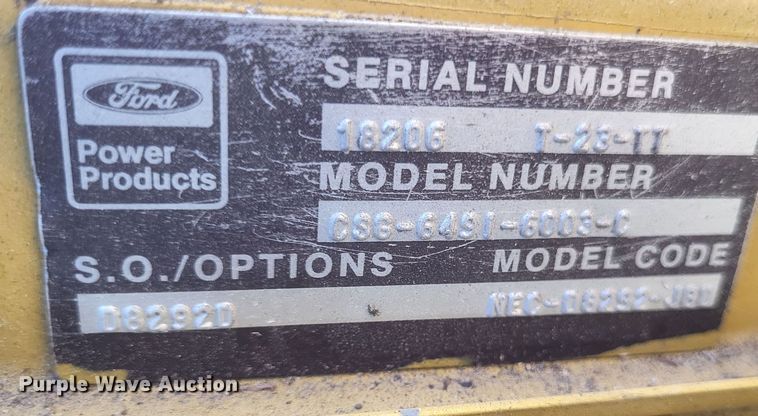 Ford
Power
Products
SERIAL NUMBER
18206 T-23-TT
MODEL NUMBER
CSG-649I-6003-C
S.O./OPTIONS
D8292D
MODEL CODE
Purple Wave Auction